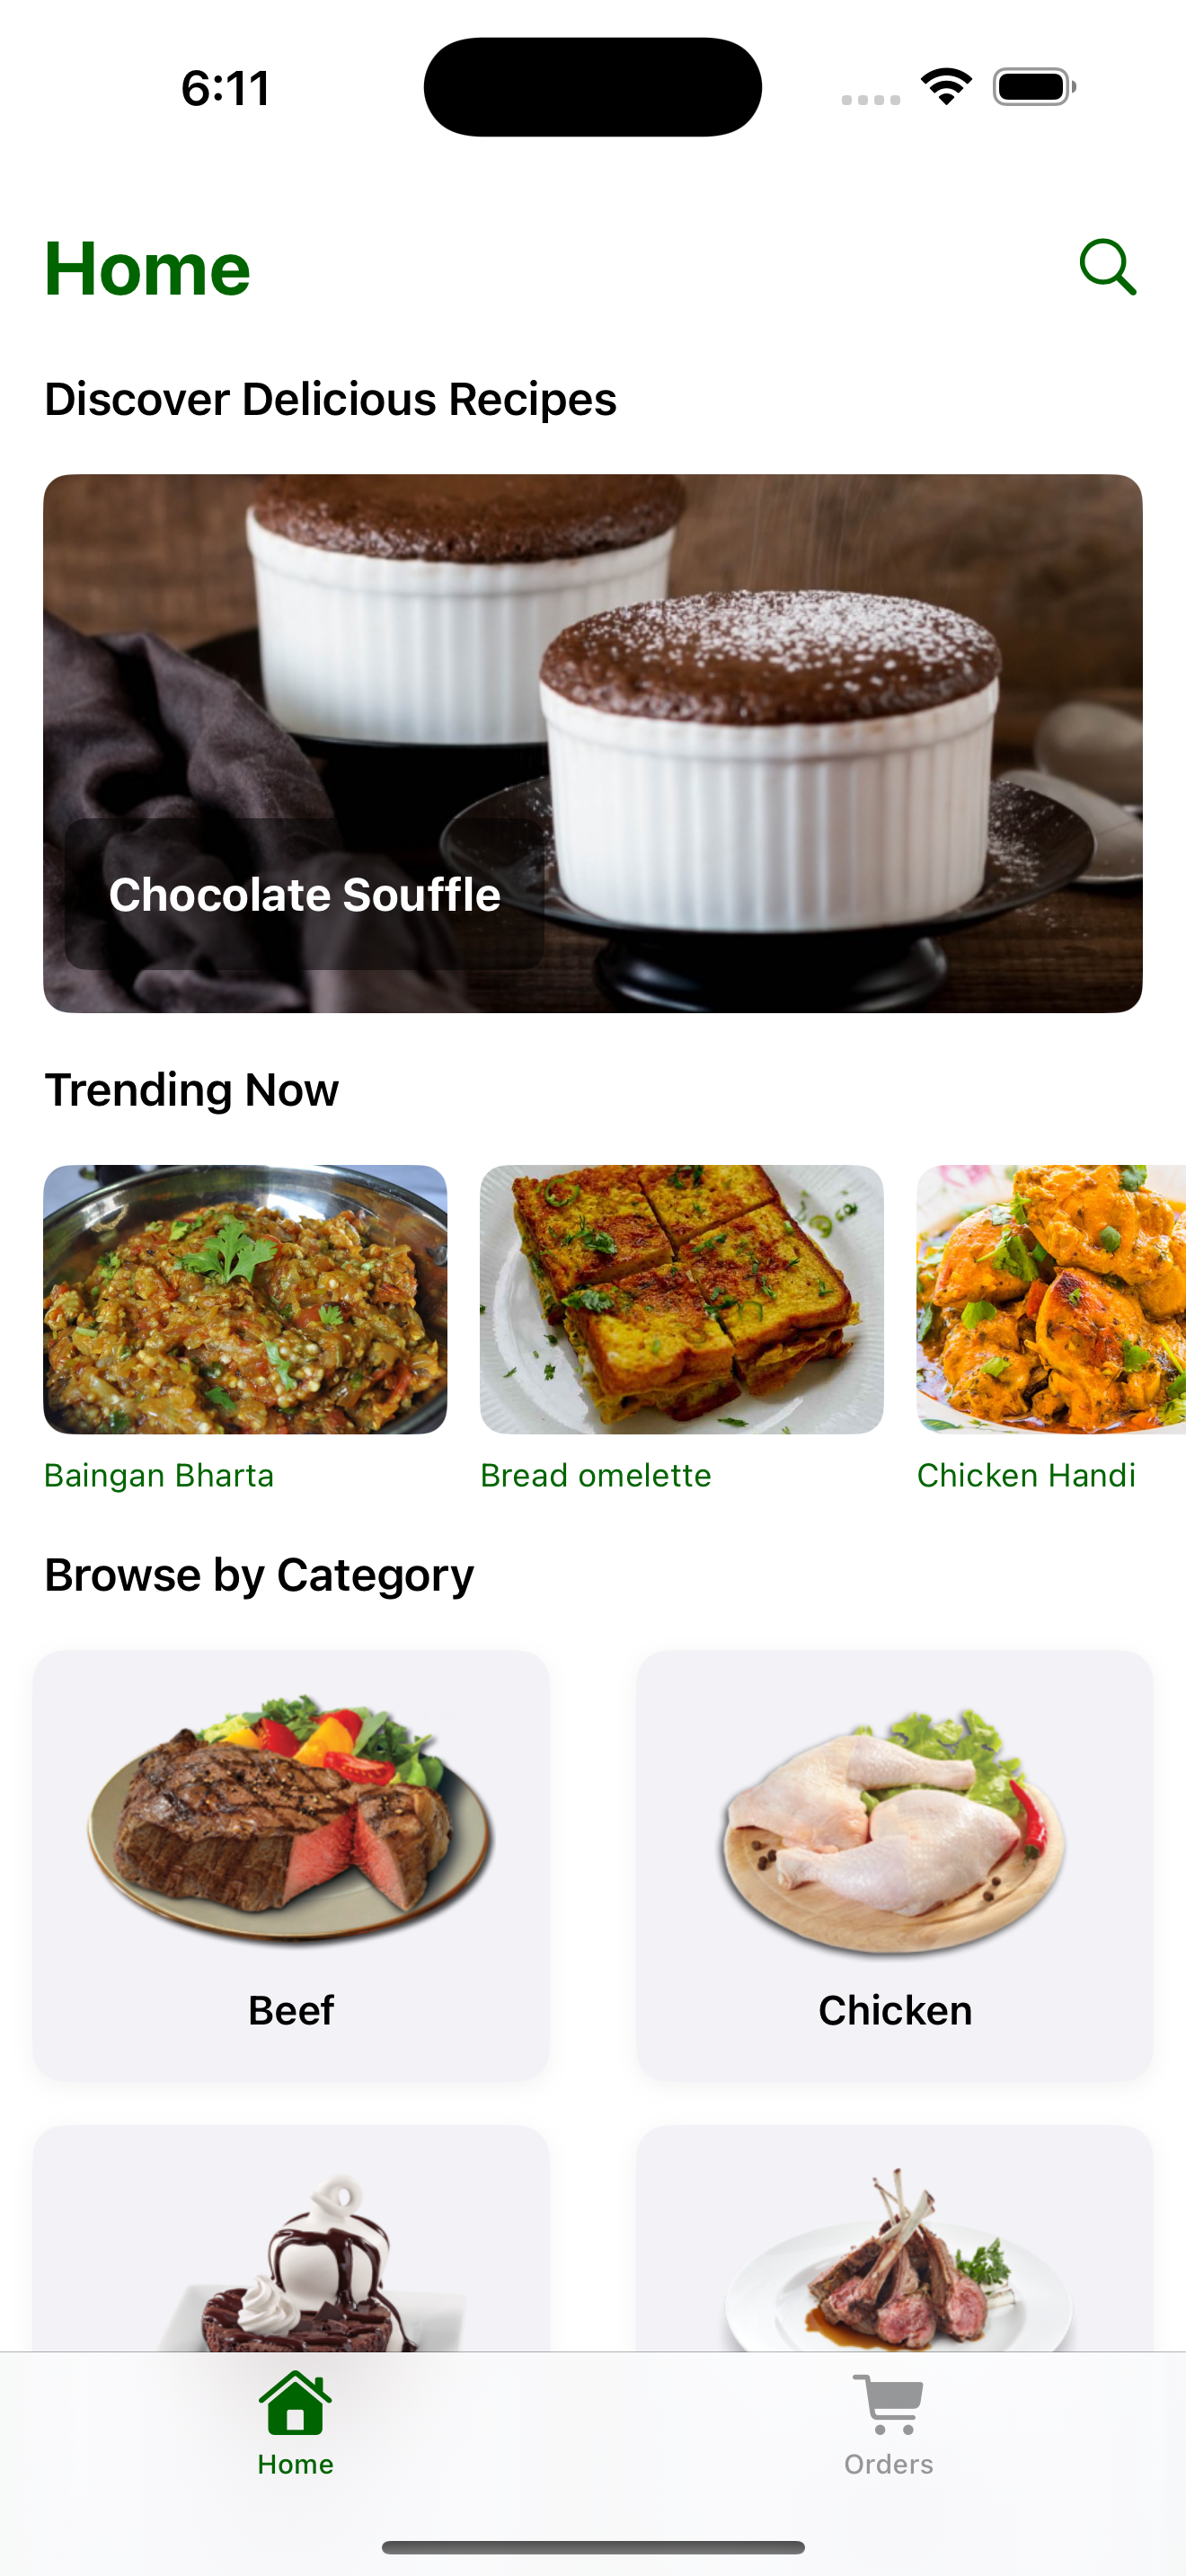 6:11
Home
Discover Delicious Recipes
Chocolate Souffle
Trending Now
Baingan Bharta
Bread omelette
Chicken Handi
Browse by Category
Beef
Chicken
Home
Orders